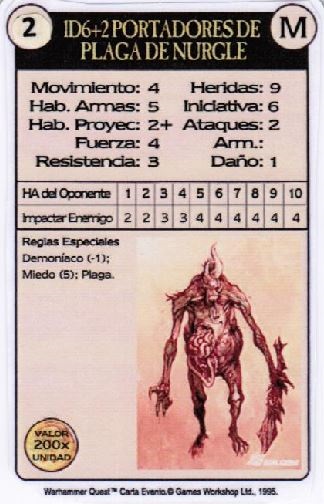 2
1D6+2 PORTADORES DE
PLAGA DE NURGLE
M
Movimiento: 4 Heridas: 9
Hab. Armas: 5 Iniciativa: 6
Hab. Proyec: 2+ Ataques: 2
Fuerza: 4 Arm.:
Resistencia: 3 Daño: 1
HA del Oponente 1 2 3 4 5 6 7 8 9 10
Impactar Enemigo 2 2 3 3 4 4 4 4 4 4
Reglas Especiales
Demoníaco (-1);
Miedo (5); Plaga.
VALOR
200x
UNIDAD
Warhammer Quest™ Carta Evento.© Games Workshop Ltd., 1995.